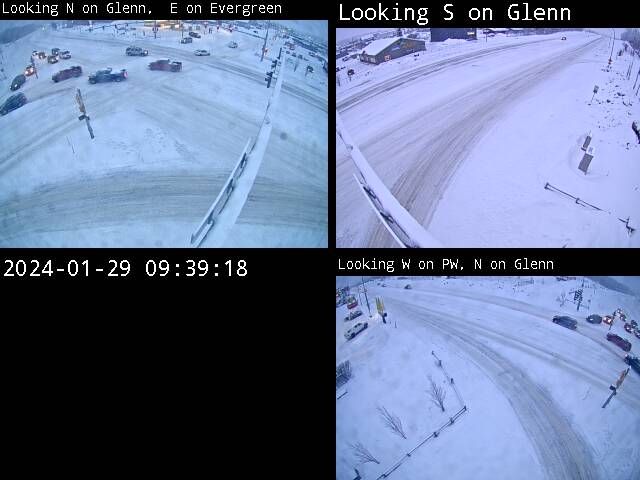 Looking N on Glenn,  E on Evergreen
Looking S on Glenn
2024-01-29 09:39:18
Looking W on PW, N on Glenn